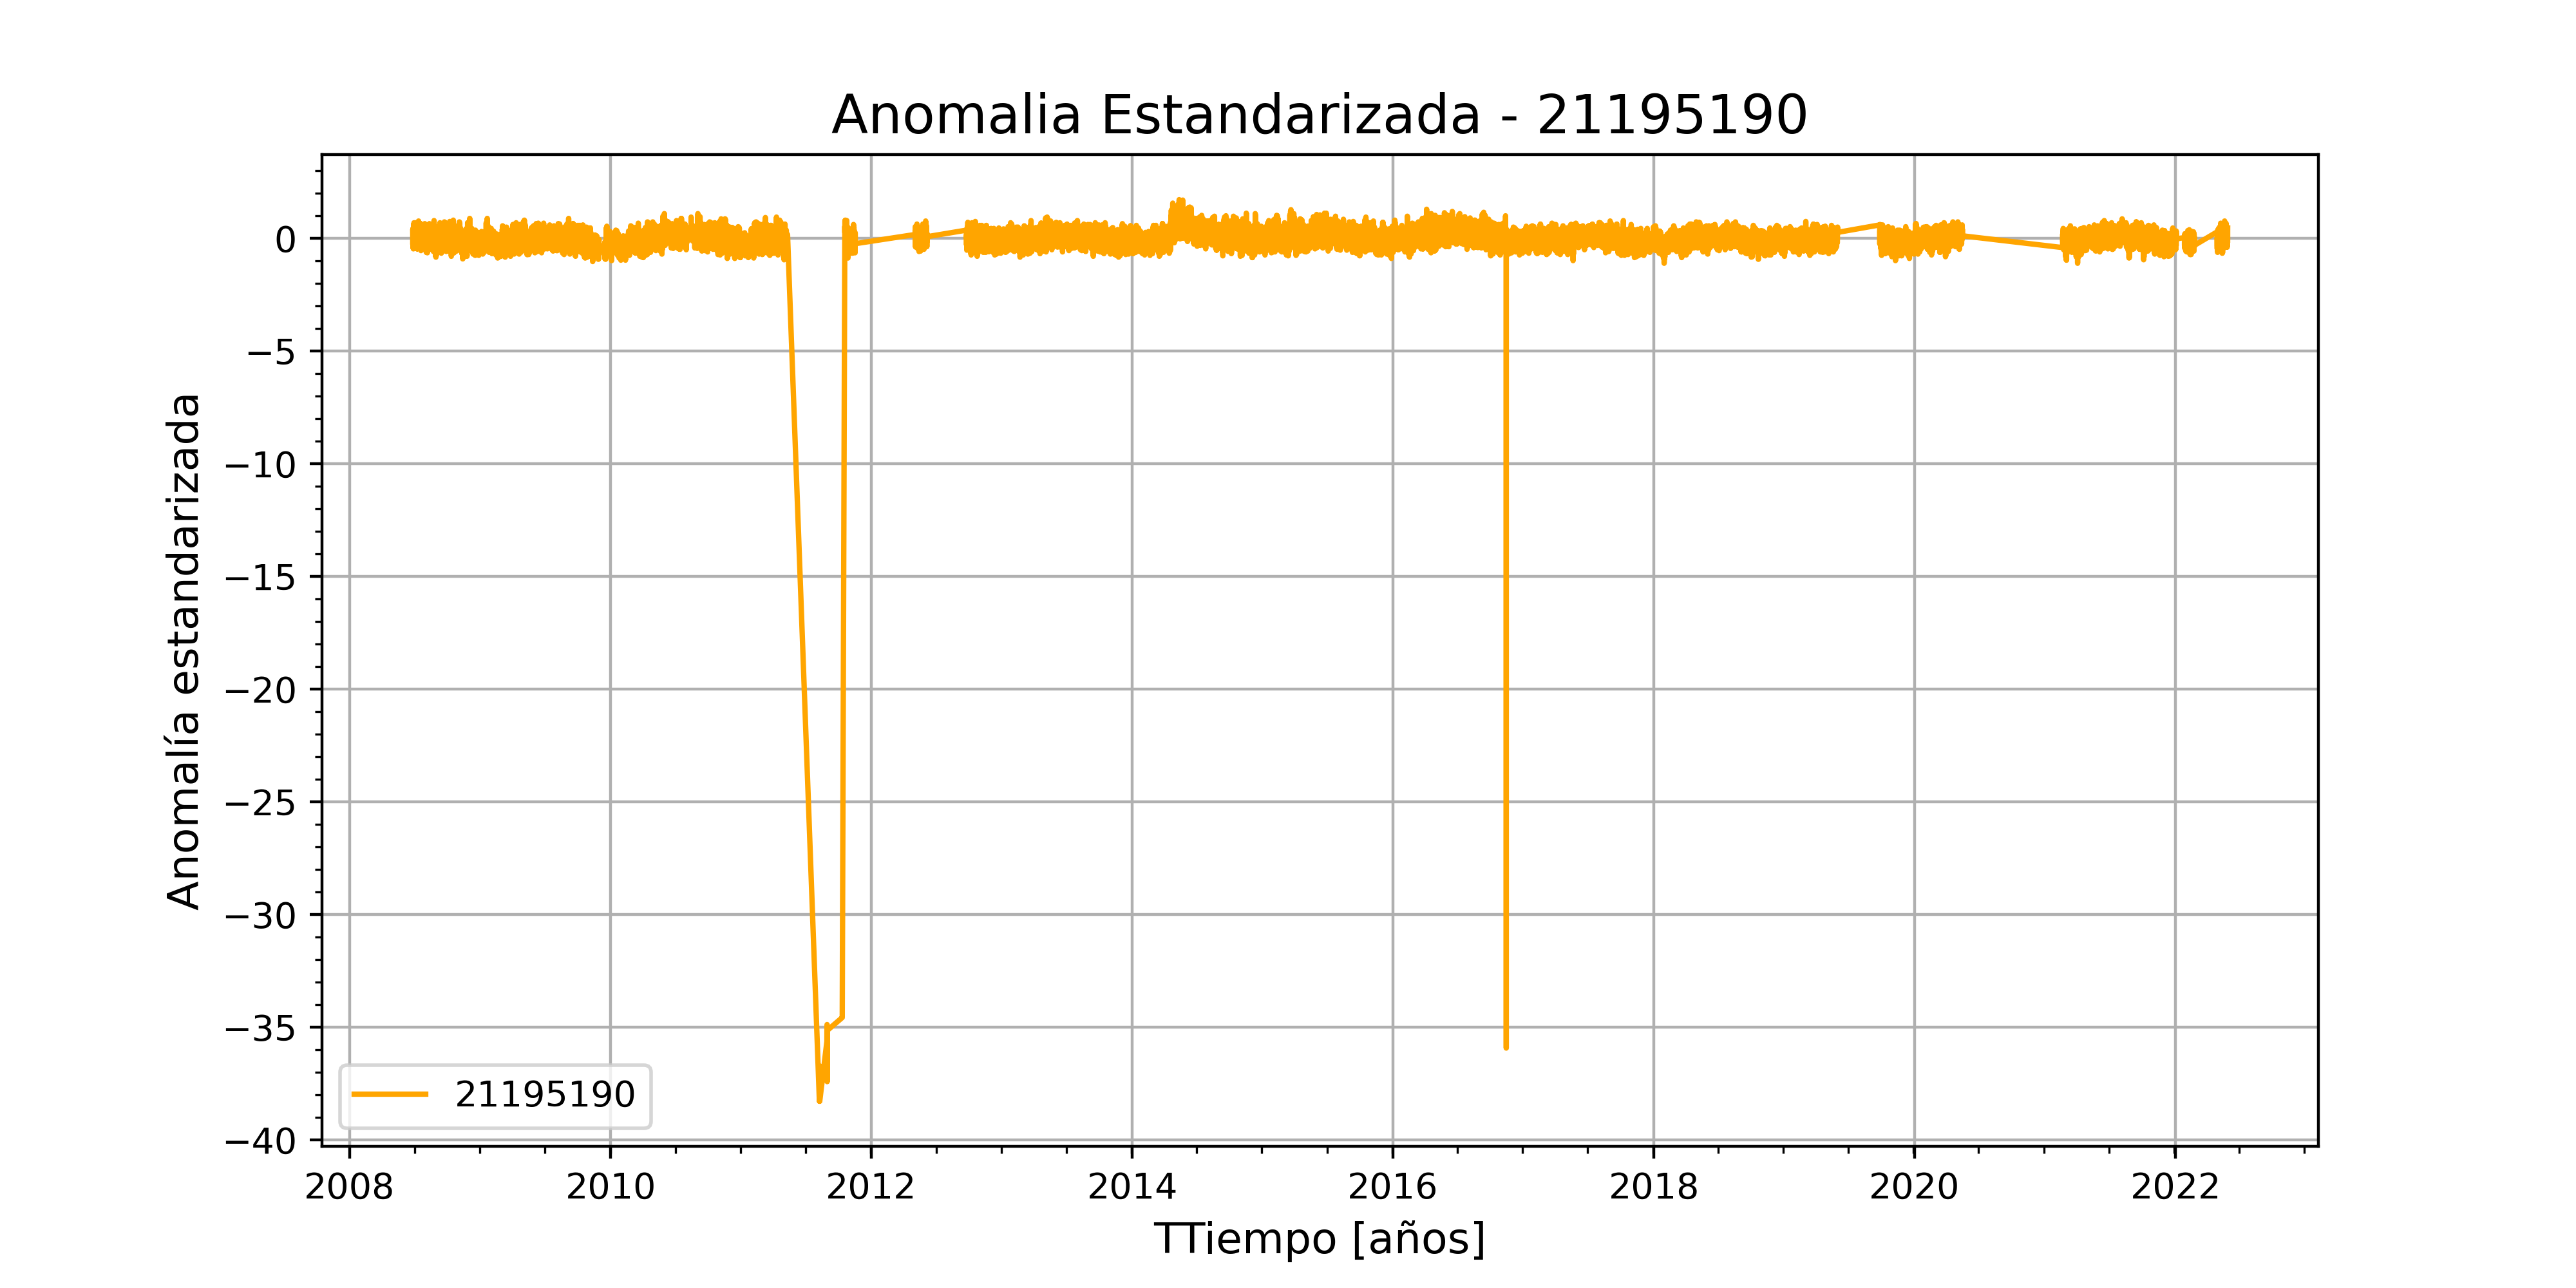 Anomalia Estandarizada - 21195190
Anomalía estandarizada
0
−5
−10
−15
−20
−25
−30
−35
−40
21195190
2008 2010 2012 2014 2016 2018 2020 2022
TTiempo [años]